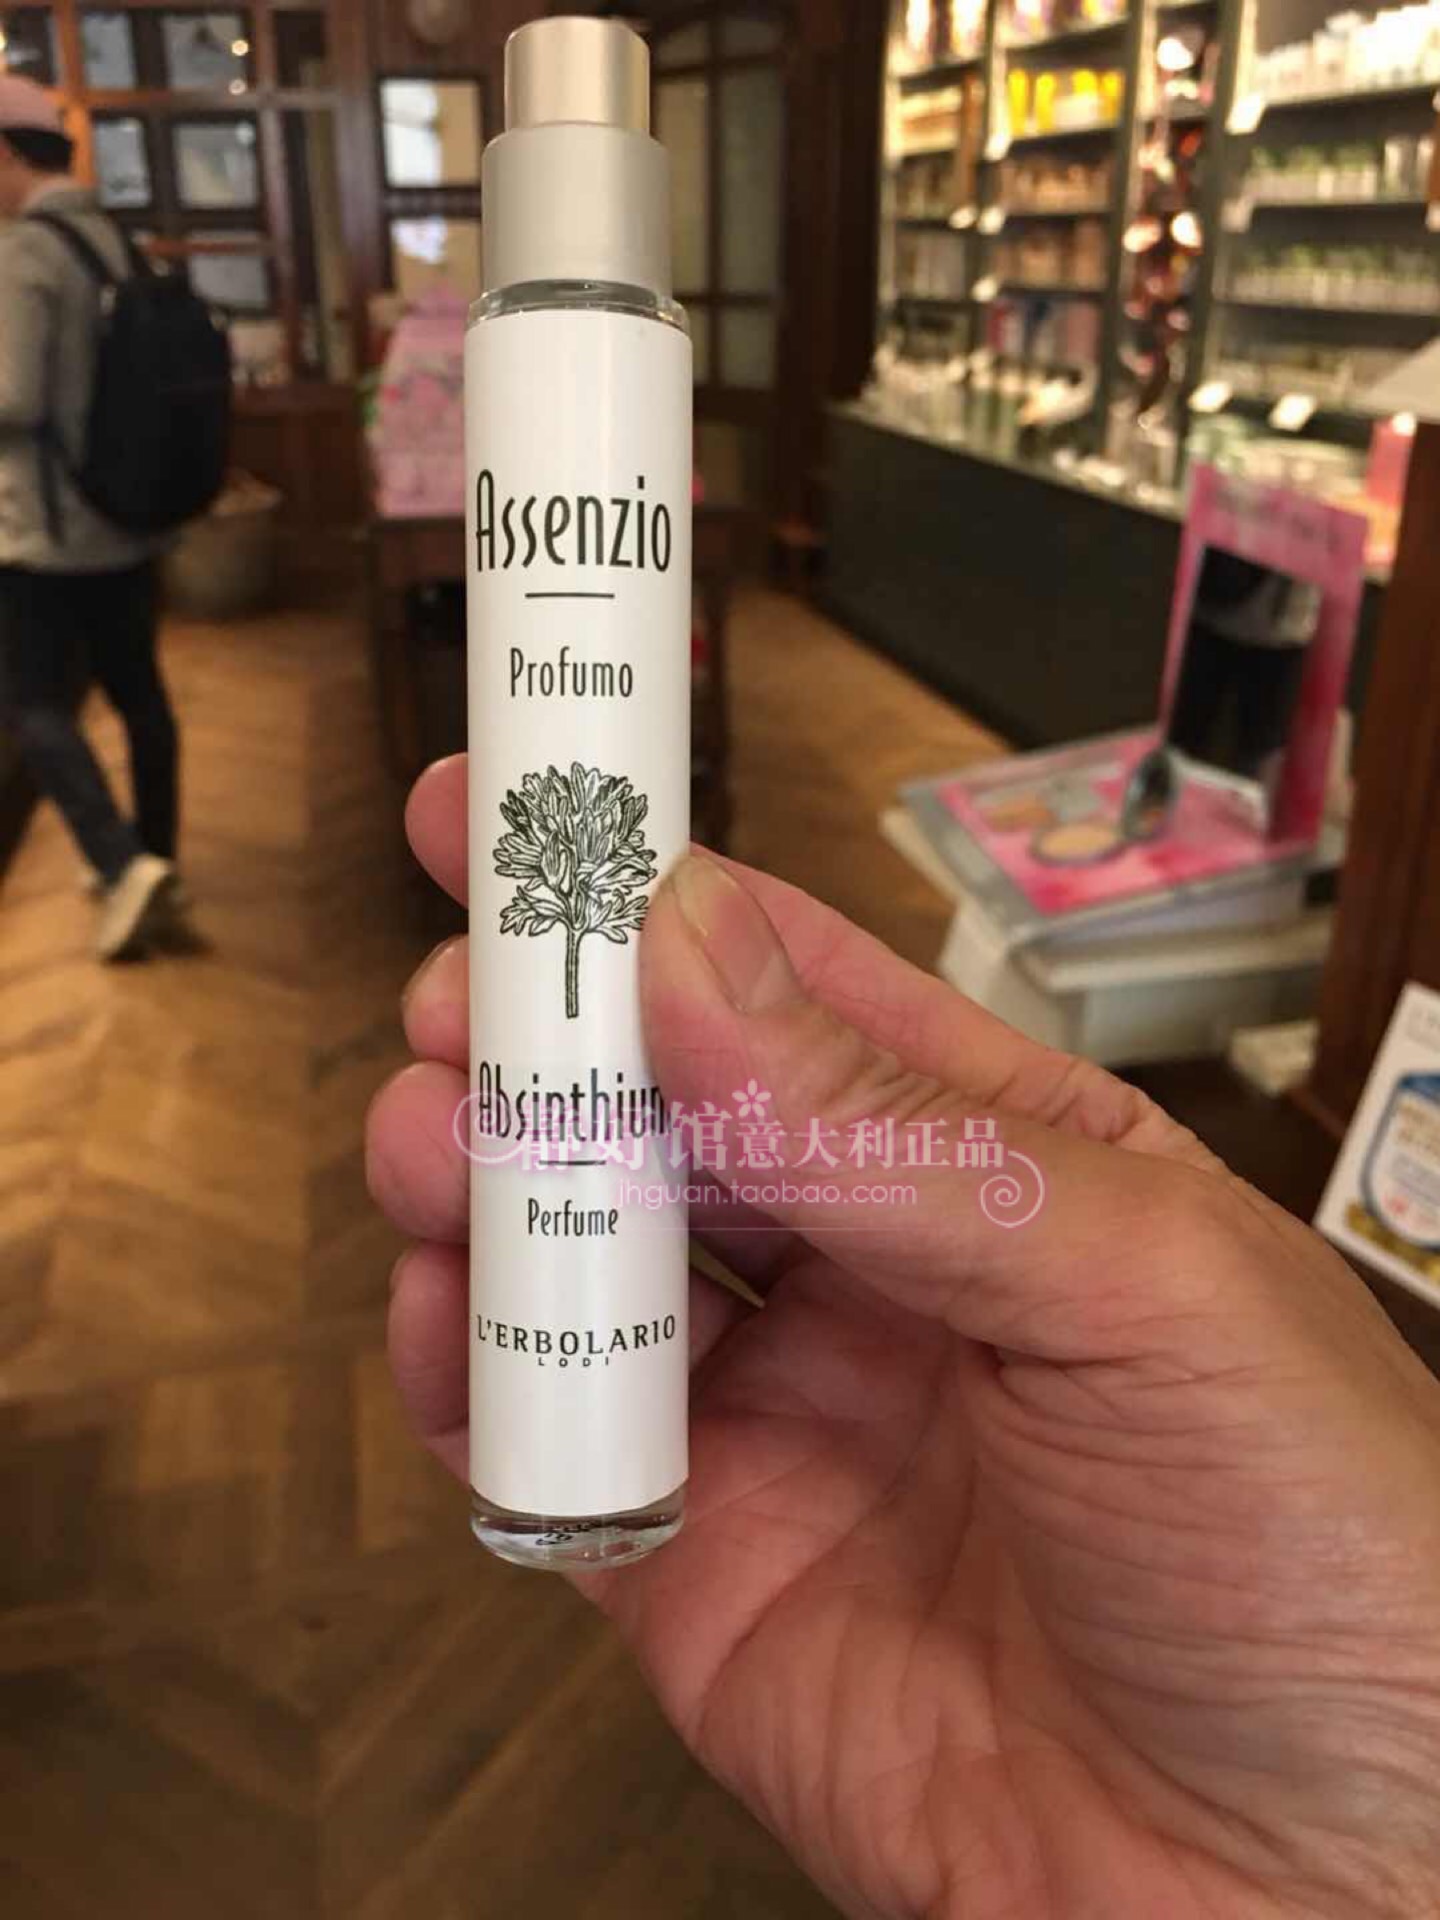 Assenzio
Profumo
Absinthium
静好馆意大利正品
jhguan.taobao.com
Perfume
L'ERBOLARIO
LODI